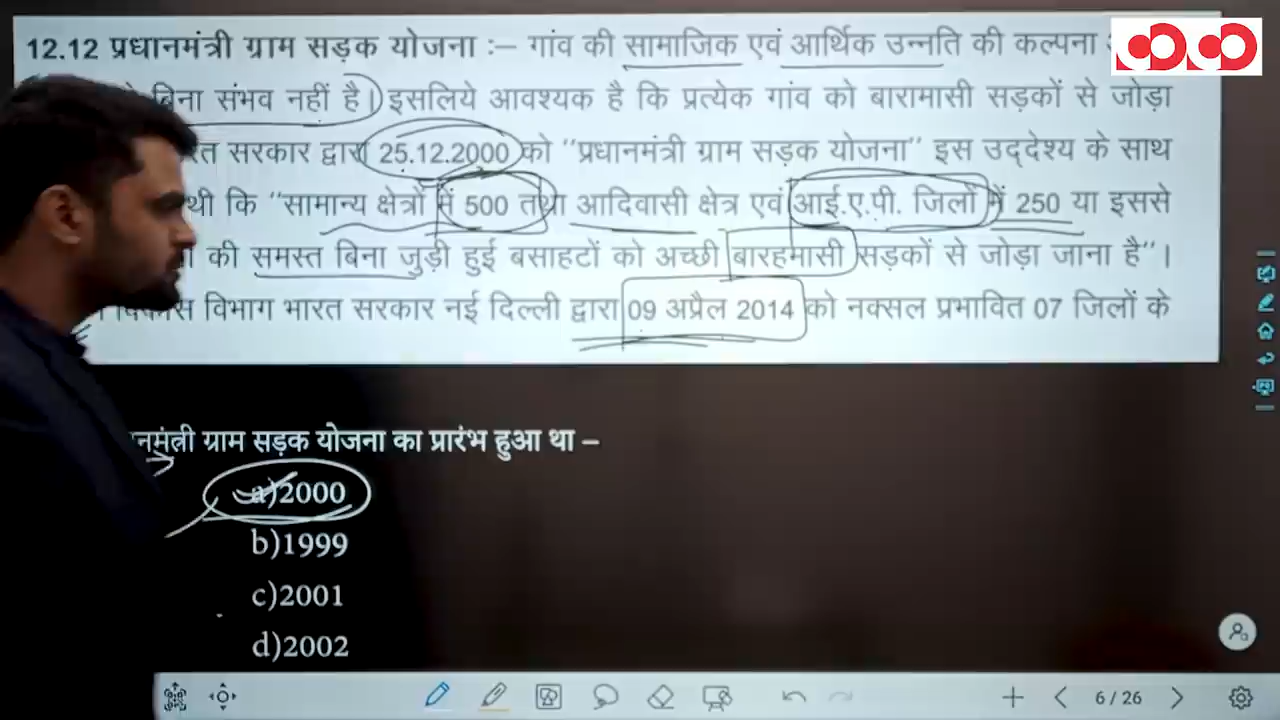 12.12 प्रधानमंत्री ग्राम सड़क योजना :– गांव की सामाजिक एवं आर्थिक उन्नति की कल्पना
बिना संभव नहीं है। इसलिये आवश्यक है कि प्रत्येक गांव को बारामासी सड़कों से जोड़ा
सरकार द्वारा 25.12.2000 को "प्रधानमंत्री ग्राम सड़क योजना" इस उद्देश्य के साथ
थी कि "सामान्य क्षेत्रों में 500 तथा आदिवासी क्षेत्र एवं आई.ए.पी. जिलों में 250 या इससे
की समस्त बिना जुड़ी हुई बसाहटों को अच्छी बारहमासी सड़कों से जोड़ा जाना है"।
विभाग भारत सरकार नई दिल्ली द्वारा 09 अप्रैल 2014 को नक्सल प्रभावित 07 जिलों के
ग्राम सड़क योजना का प्रारंभ हुआ था –
a)2000
b)1999
c)2001
d)2002
6 / 26